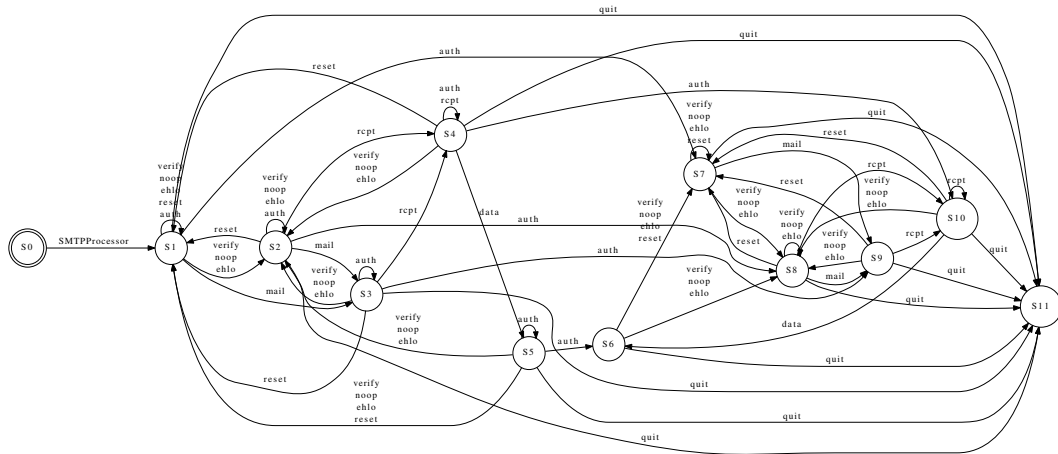 quit
auth
quit
reset
auth
rcpt
auth
S4
rcpt
verify
noop
ehlo
verify
noop
ehlo
reset
quit
reset
mail
S7
verify
noop
ehlo
reset
auth
verify
noop
ehlo
auth
rcpt
verify
noop
ehlo
rcpt
reset
rcpt
data
verify
noop
ehlo
verify
noop
ehlo
verify
noop
ehlo
reset
S10
auth
S0
SMTPProcessor
S1
reset
verify
noop
ehlo
S2
mail
verify
noop
ehlo
auth
auth
verify
noop
ehlo
reset
S8
verify
noop
ehlo
mail
S9
rcpt
quit
quit
mail
S3
verify
noop
ehlo
quit
S11
verify
noop
ehlo
auth
S5
auth
S6
data
quit
reset
verify
noop
ehlo
reset
quit
quit
quit